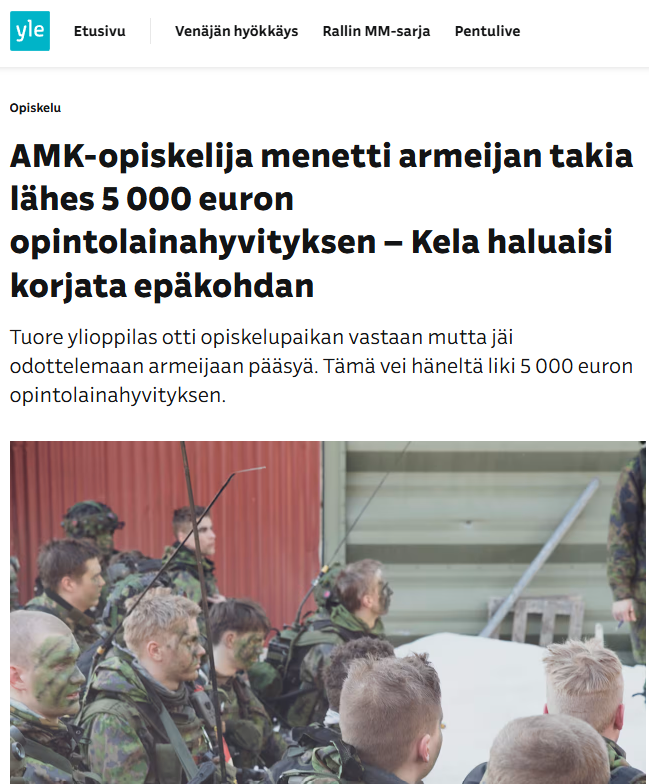 yle
Etusivu
Venäjän hyökkäys
Rallin MM-sarja
Pentulive
Opiskelu
AMK-opiskelija menetti armeijan takia
lähes 5 000 euron
opintolainahyvityksen – Kela haluaisi
korjata epäkohdan
Tuore ylioppilas otti opiskelupaikan vastaan mutta jäi
odottelemaan armeijaan pääsyä. Tämä vei häneltä liki 5 000 euron
opintolainahyvityksen.